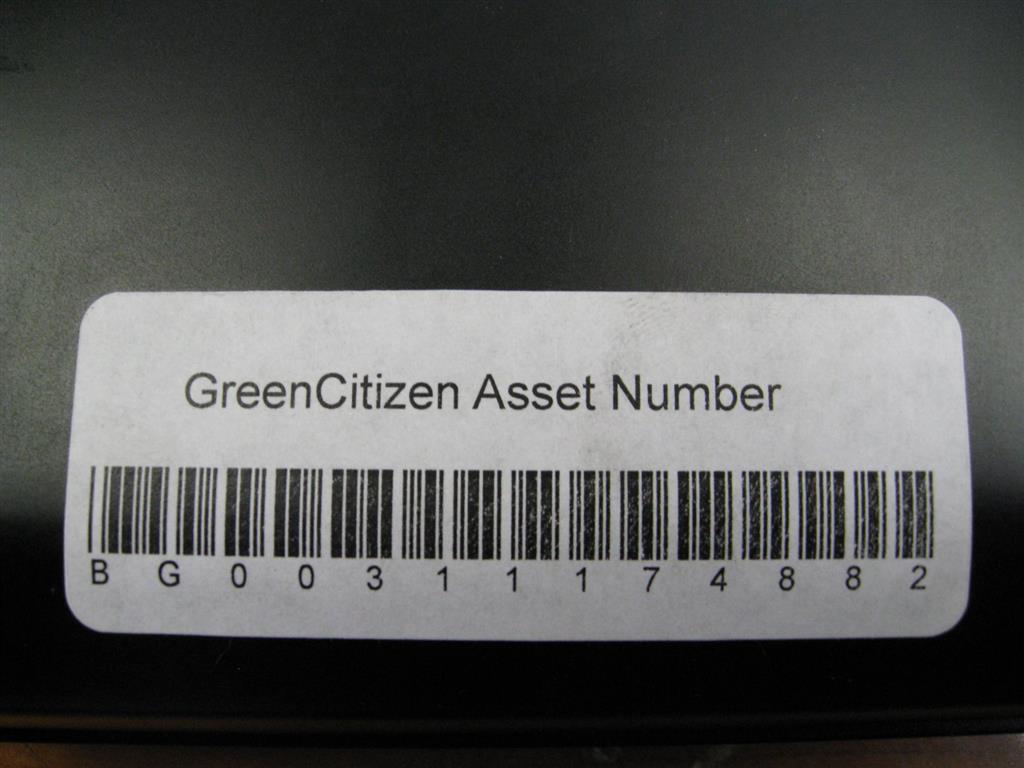 GreenCitizen Asset Number
B G 0 0 3 1 1 1 7 4 8 8 2